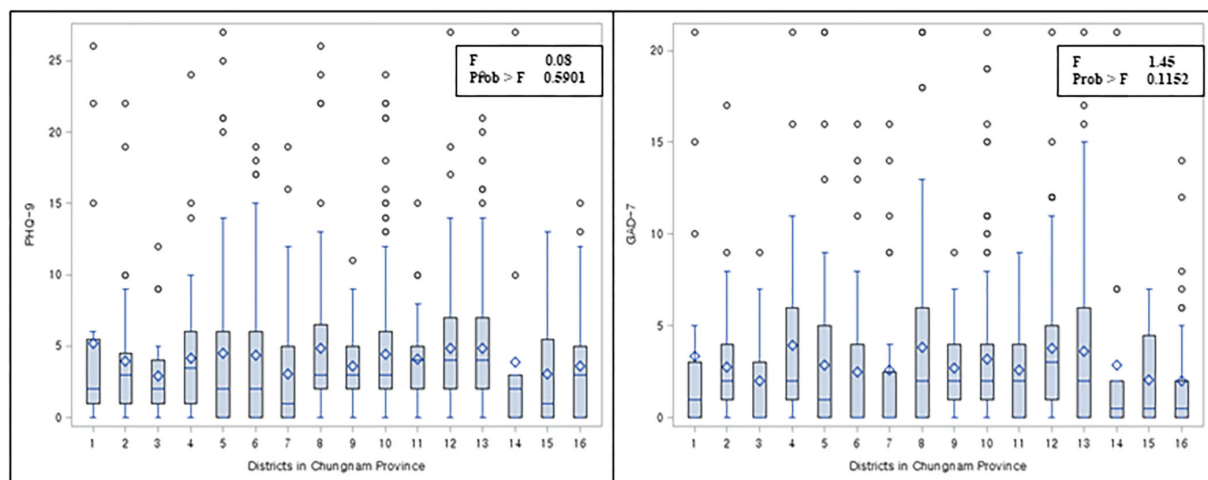 25
20
15
10
5
0
PHQ-9
F 0.08
Prob > F 0.5901
1 2 3 4 5 6 7 8 9 10 11 12 13 14 15 16
Districts in Chungnam Province
20
15
10
5
0
GAD-7
F 1.45
Prob > F 0.1152
1 2 3 4 5 6 7 8 9 10 11 12 13 14 15 16
Districts in Chungnam Province